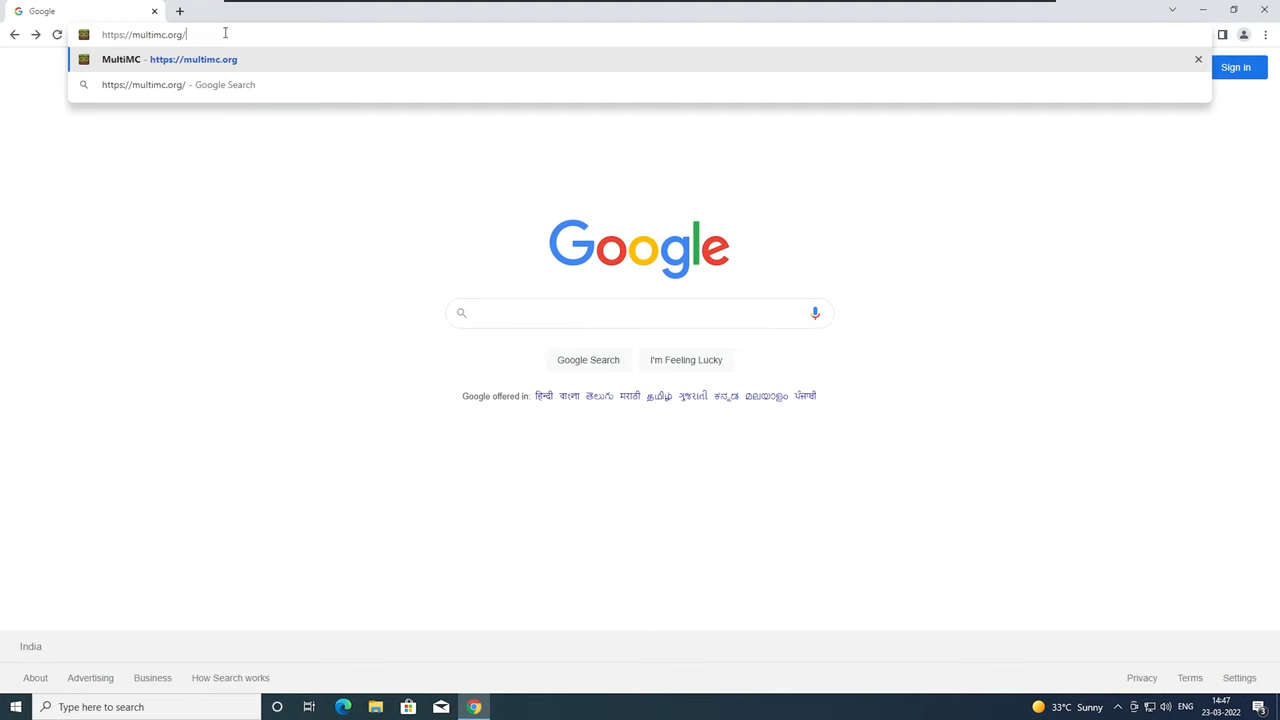 Google
https://multimc.org/
MultiMC - https://multimc.org
https://multimc.org/ - Google Search
Sign in
Google
Google Search
I'm Feeling Lucky
Google offered in: हिन्दी বাংলা తెలుగు मराठी தமிழ் ગુજરાતી ಕನ್ನಡ മലയാളം ਪੰਜਾਬੀ
India
About Advertising Business How Search works Privacy Terms Settings
Type here to search
33°C Sunny
ENG
14:47
23-03-2022
3